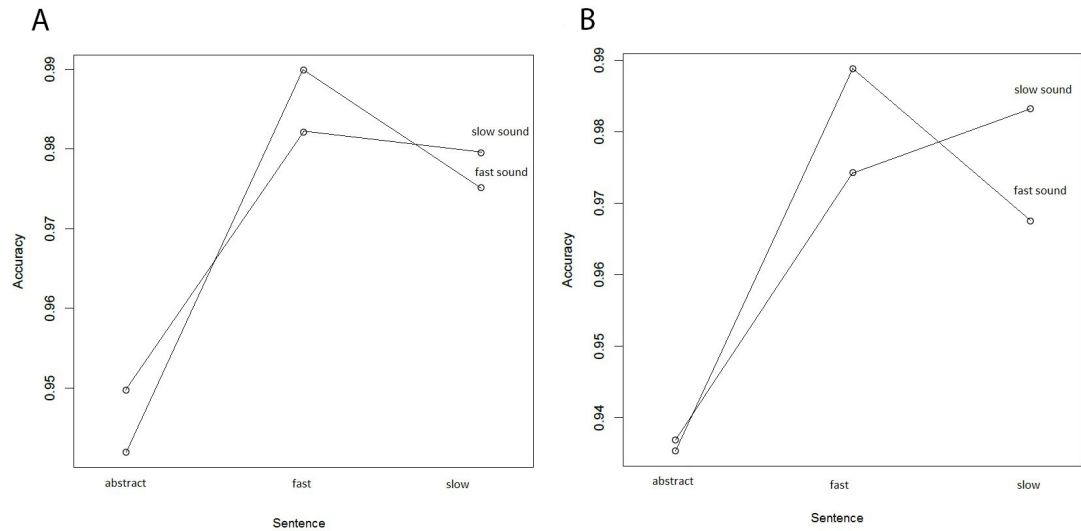 A
Accuracy
0.99
0.98
0.97
0.96
0.95
slow sound
fast sound
abstract
fast
slow
Sentence
B
Accuracy
0.99
0.98
0.97
0.96
0.95
0.94
slow sound
fast sound
abstract
fast
slow
Sentence